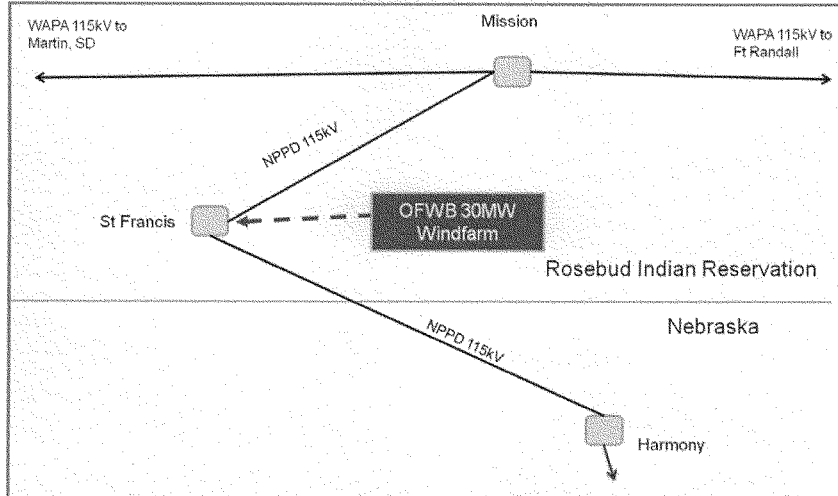 WAPA 115kV to
Martin, SD
Mission
WAPA 115kV to
Ft Randall
NPPD 115kV
St Francis
OFWB 30MW
Windfarm
Rosebud Indian Reservation
Nebraska
NPPD 115kV
Harmony